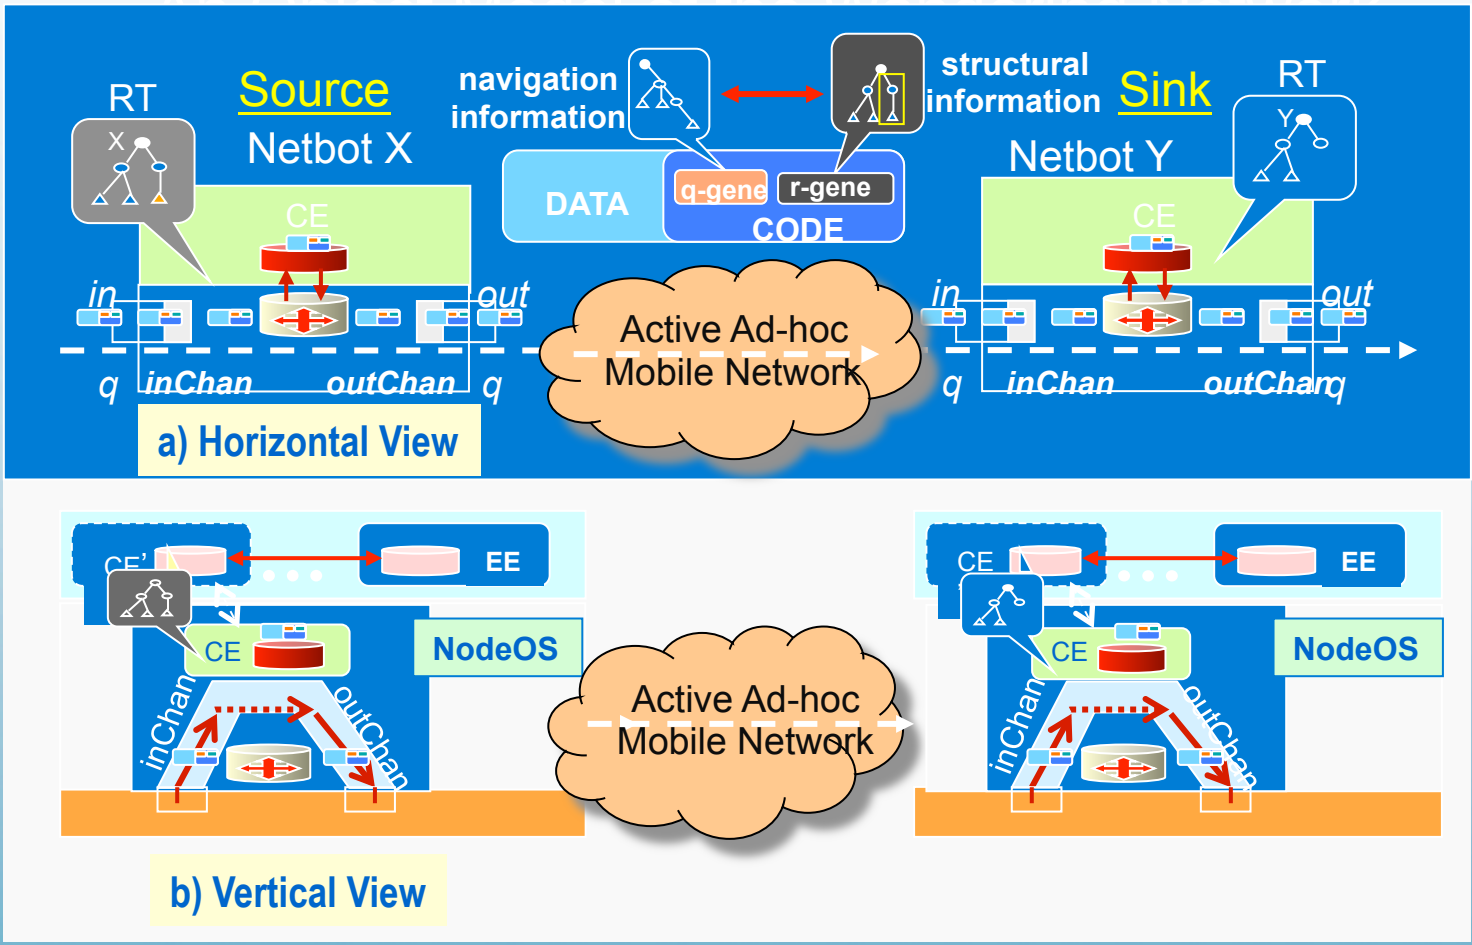 RT
Source
Netbot X
X
navigation
information
structural
information
Sink
RT
Netbot Y
Y
DATA
q-gene
r-gene
CODE
CE
CE
in
out
in
out
Active Ad-hoc
Mobile Network
q
inChan
outChan
q
q
inChan
outChan
q
a) Horizontal View
CE’
EE
CE
EE
CE
NodeOS
CE
NodeOS
inChan
outChan
Active Ad-hoc
Mobile Network
inChan
outChan
b) Vertical View